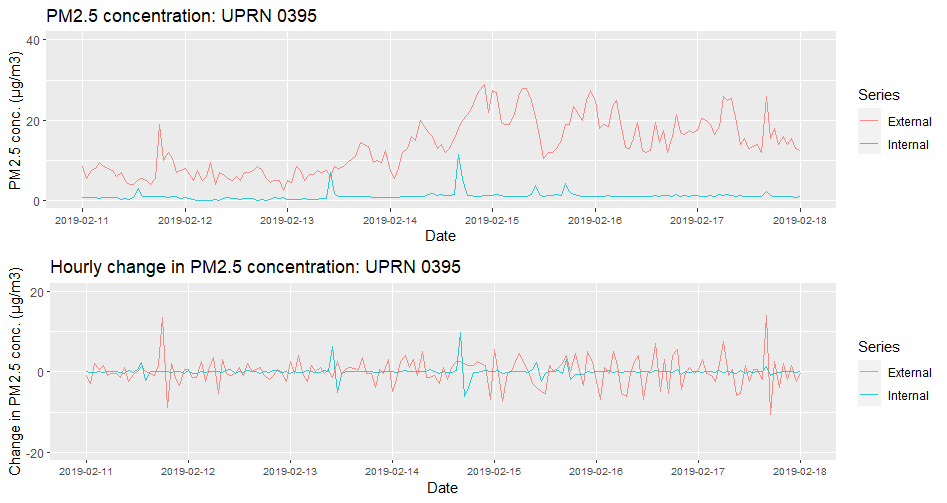 PM2.5 concentration: UPRN 0395
PM2.5 conc. (µg/m3)
40
20
0
2019-02-11 2019-02-12 2019-02-13 2019-02-14 2019-02-15 2019-02-16 2019-02-17 2019-02-18
Date
Series
External
Internal
Hourly change in PM2.5 concentration: UPRN 0395
Change in PM2.5 conc. (µg/m3)
20
0
-20
2019-02-11 2019-02-12 2019-02-13 2019-02-14 2019-02-15 2019-02-16 2019-02-17 2019-02-18
Date
Series
External
Internal